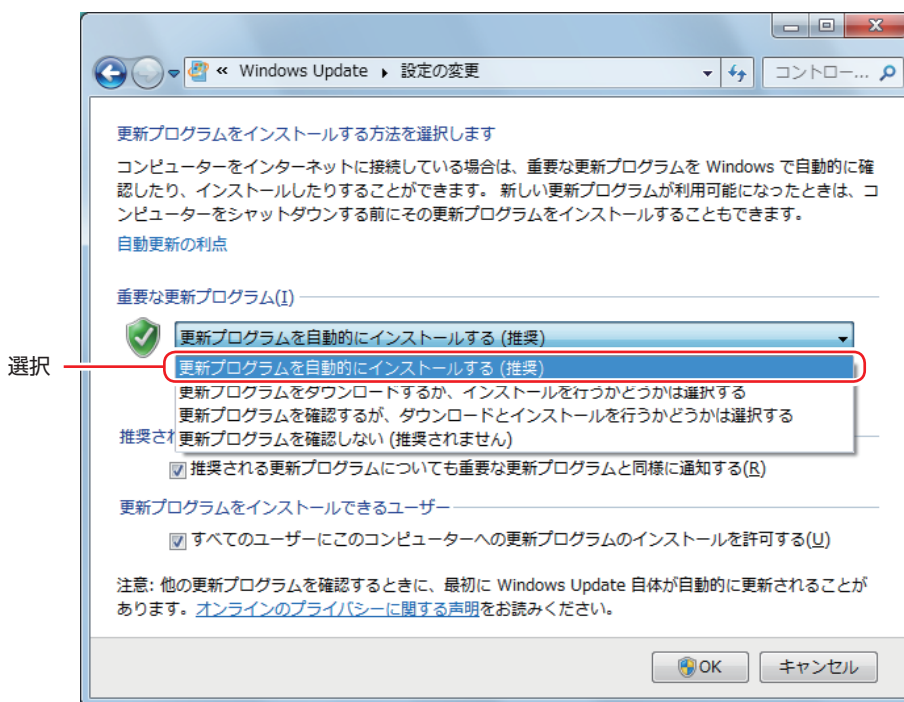 « Windows Update ▸ 設定の変更
コントロー...
更新プログラムをインストールする方法を選択します
コンピューターをインターネットに接続している場合は、重要な更新プログラムを Windows で自動的に確
認したり、インストールしたりすることができます。 新しい更新プログラムが利用可能になったときは、コ
ンピューターをシャットダウンする前にその更新プログラムをインストールすることもできます。
自動更新の利点
重要な更新プログラム(I)
更新プログラムを自動的にインストールする (推奨)
選択
更新プログラムを自動的にインストールする (推奨)
更新プログラムをダウンロードするが、インストールを行うかどうかは選択する
更新プログラムを確認するが、ダウンロードとインストールを行うかどうかは選択する
推奨さ
更新プログラムを確認しない (推奨されません)
推奨される更新プログラムについても重要な更新プログラムと同様に通知する(R)
更新プログラムをインストールできるユーザー
すべてのユーザーにこのコンピューターへの更新プログラムのインストールを許可する(U)
注意: 他の更新プログラムを確認するときに、最初に Windows Update 自体が自動的に更新されることが
あります。オンラインのプライバシーに関する声明をお読みください。
OK
キャンセル